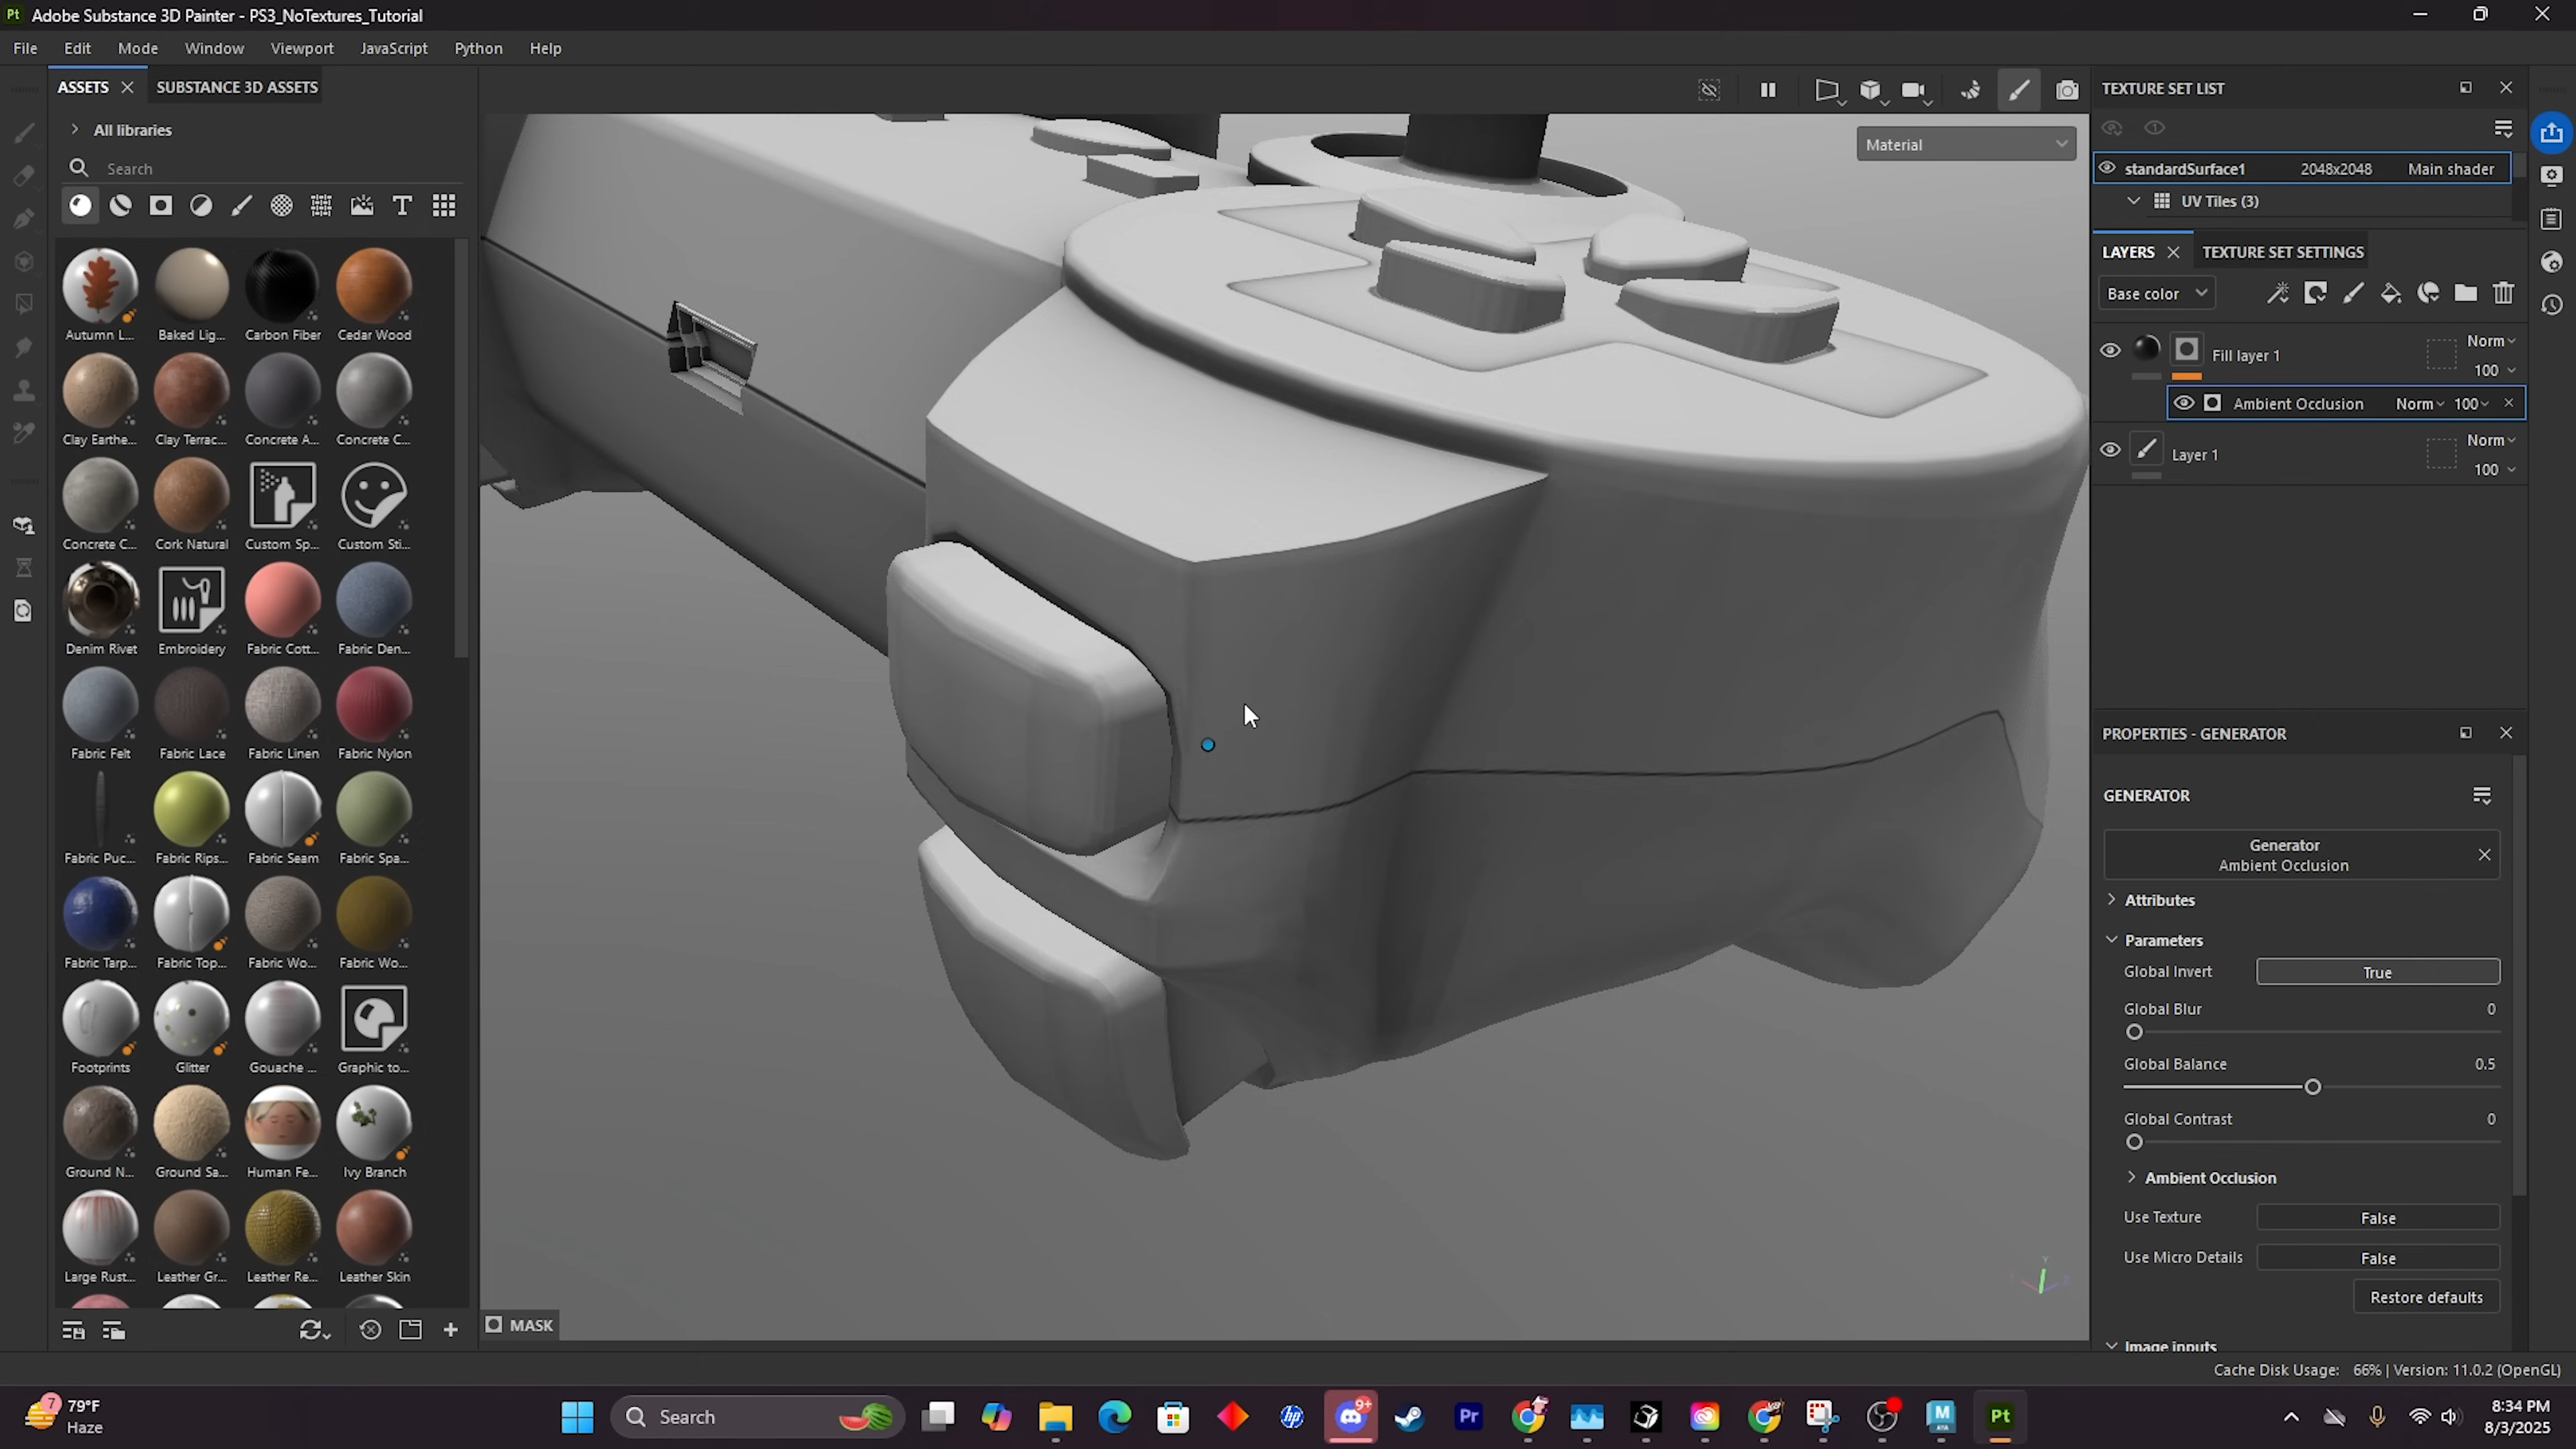 Pt Adobe Substance 3D Painter - PS3_NoTextures_Tutorial
File Edit Mode Window Viewport JavaScript Python Help
ASSETS SUBSTANCE 3D ASSETS
All libraries
Search
Autumn L... Baked Lig... Carbon Fiber Cedar Wood
Clay Earthe... Clay Terrac... Concrete A... Concrete C...
Concrete C... Cork Natural Custom Sp... Custom Sti...
Denim Rivet Embroidery Fabric Cott... Fabric Den...
Fabric Felt Fabric Lace Fabric Linen Fabric Nylon
Fabric Puc... Fabric Rips... Fabric Seam Fabric Spa...
Fabric Tarp... Fabric Top... Fabric Wo... Fabric Wo...
Footprints Glitter Gouache ... Graphic to...
Ground N... Ground Sa... Human Fe... Ivy Branch
Large Rust... Leather Gr... Leather Re... Leather Skin
Material
MASK
TEXTURE SET LIST
standardSurface1 2048x2048 Main shader
UV Tiles (3)
LAYERS TEXTURE SET SETTINGS
Base color
Fill layer 1 Norm
100
Ambient Occlusion Norm 100
Layer 1 Norm
100
PROPERTIES - GENERATOR
GENERATOR
Generator
Ambient Occlusion
Attributes
Parameters
Global Invert True
Global Blur 0
Global Balance 0.5
Global Contrast 0
Ambient Occlusion
Use Texture False
Use Micro Details False
Restore defaults
Image inputs
Cache Disk Usage: 66% | Version: 11.0.2 (OpenGL)
7 79°F
Haze
Search
hp
9+
Pr
M
Pt
8:34 PM
8/3/2025